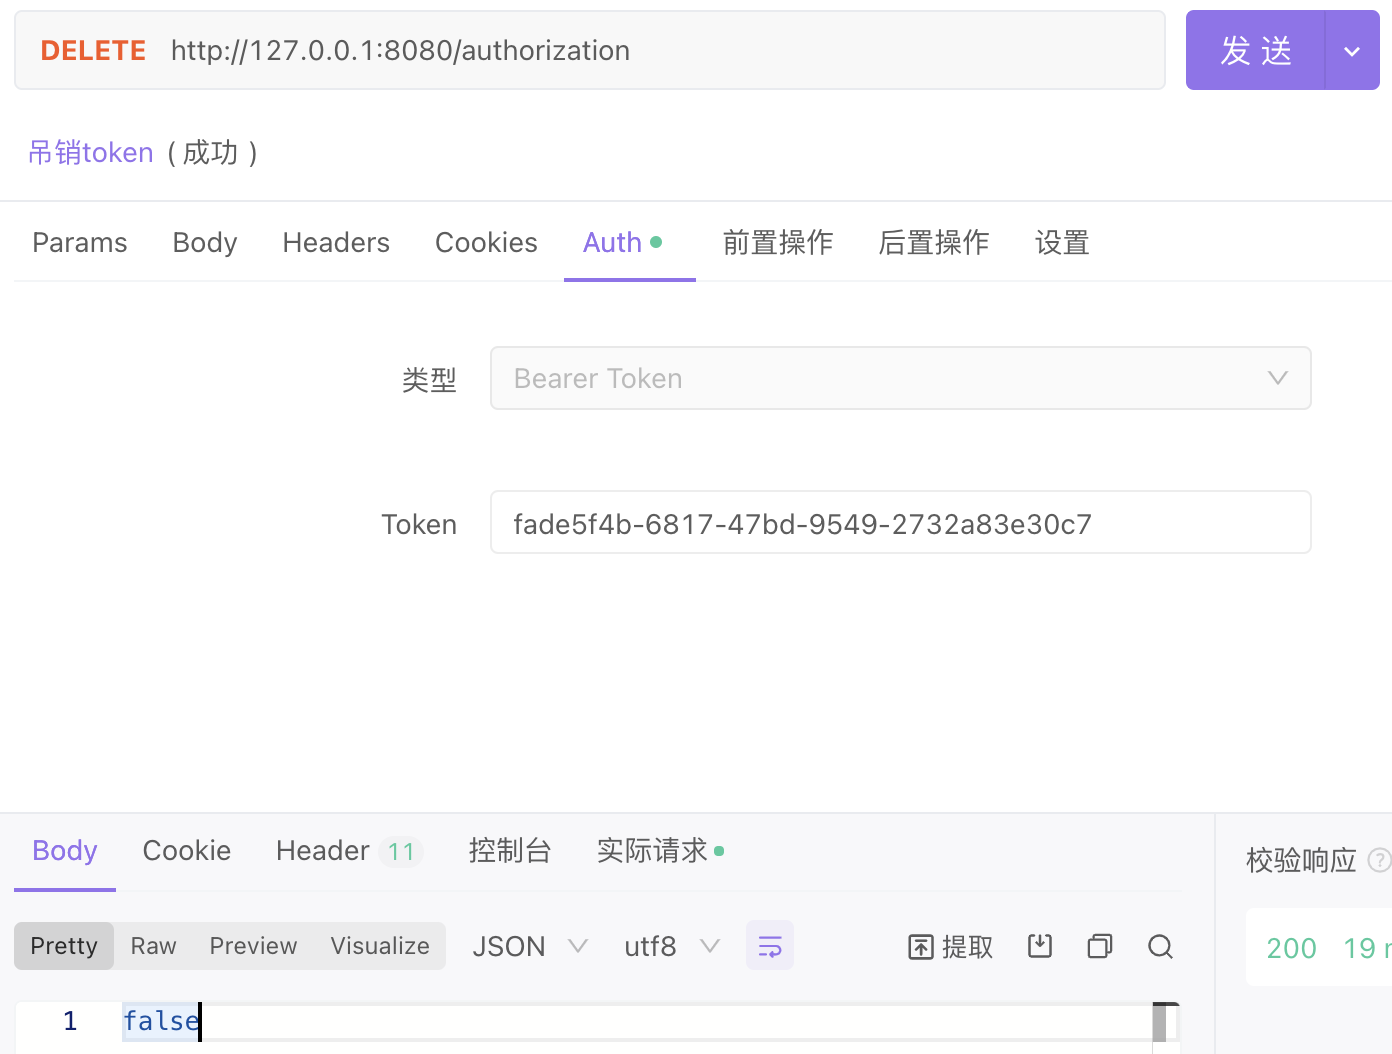 DELETE http://127.0.0.1:8080/authorization 发 送
吊销token ( 成功 )
Params Body Headers Cookies Auth 前置操作 后置操作 设置
类型 Bearer Token
Token fade5f4b-6817-47bd-9549-2732a83e30c7
Body Cookie Header 11 控制台 实际请求 校验响应 ?
Pretty Raw Preview Visualize JSON utf8 提取 200 19
1 false